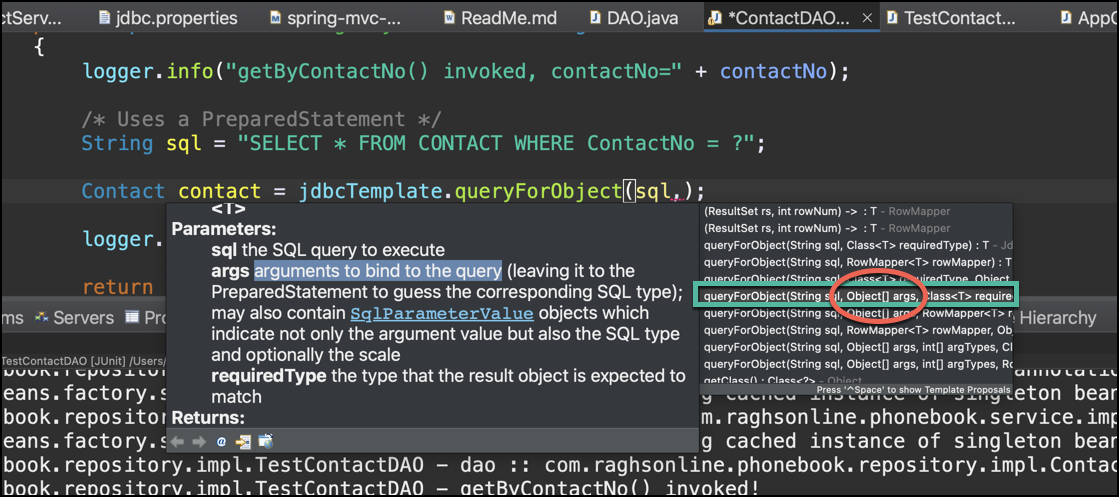 ctServ...
jdbc.properties
spring-mvc-...
ReadMe.md
DAO.java
*ContactDAO...
TestContact...
AppC
{
logger.info("getByContactNo() invoked, contactNo=" + contactNo);
/* Uses a PreparedStatement */
String sql = "SELECT * FROM CONTACT WHERE ContactNo = ?";
Contact contact = jdbcTemplate.queryForObject(sql,);
logger.
return
<T>
Parameters:
sql the SQL query to execute
args arguments to bind to the query (leaving it to the
PreparedStatement to guess the corresponding SQL type);
may also contain SqlParameterValue objects which
indicate not only the argument value but also the SQL type
and optionally the scale
requiredType the type that the result object is expected to
match
Returns:
(ResultSet rs, int rowNum) -> : T - RowMapper
(ResultSet rs, int rowNum) -> : T - RowMapper
queryForObject(String sql, Class<T> requiredType) : T - Jd
queryForObject(String sql, RowMapper<T> rowMapper) : T
queryForObject(String sql, Class<T> requiredType, Object
queryForObject(String sql, Object[] args, Class<T> require
queryForObject(String sql, Object[] args, RowMapper<T> r
queryForObject(String sql, RowMapper<T> rowMapper, Ob
queryForObject(String sql, Object[] args, int[] argTypes, Cl
queryForObject(String sql, Object[] args, int[] argTypes, Ro
getClass() : Class<?> - Object
Press '^Space' to show Template Proposals
ms
Servers
Pro
Hierarchy
TestContactDAO [JUnit] /Users/
book.reposito
eans.factory.s
g cached instance of singleton bean
book.repositor
m.raghsonline.phonebook.service.imp
eans.factory.s
g cached instance of singleton bean
book.repository.impl.TestContactDAO - dao :: com.raghsonline.phonebook.repository.impl.Contac
book.repository.impl.TestContactDAO - getByContactNo() invoked!